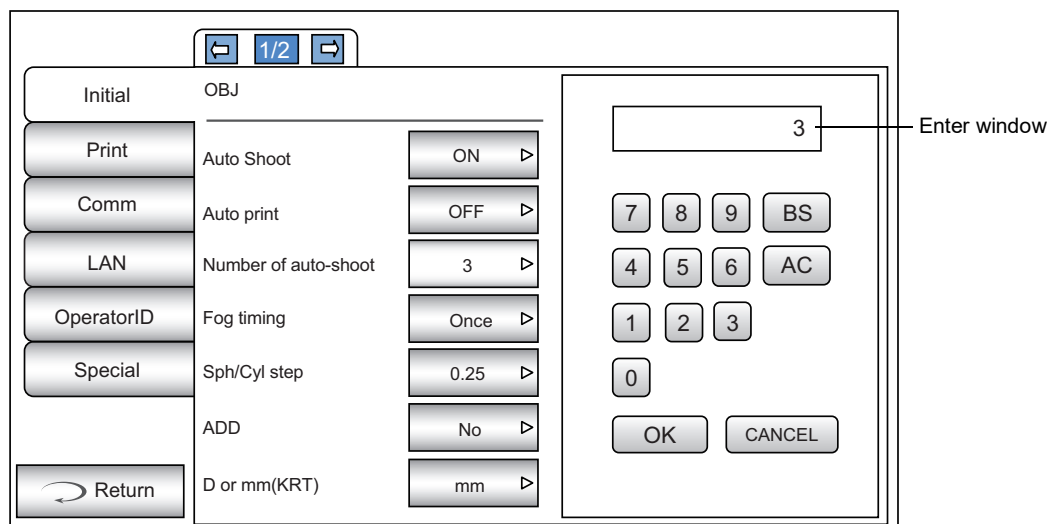 1/2
Initial
OBJ
3
Enter window
Print
Auto Shoot
ON
Comm
Auto print
OFF
7 8 9 BS
LAN
Number of auto-shoot
3
4 5 6 AC
OperatorID
Fog timing
Once
1 2 3
Special
Sph/Cyl step
0.25
0
ADD
No
OK CANCEL
Return
D or mm(KRT)
mm